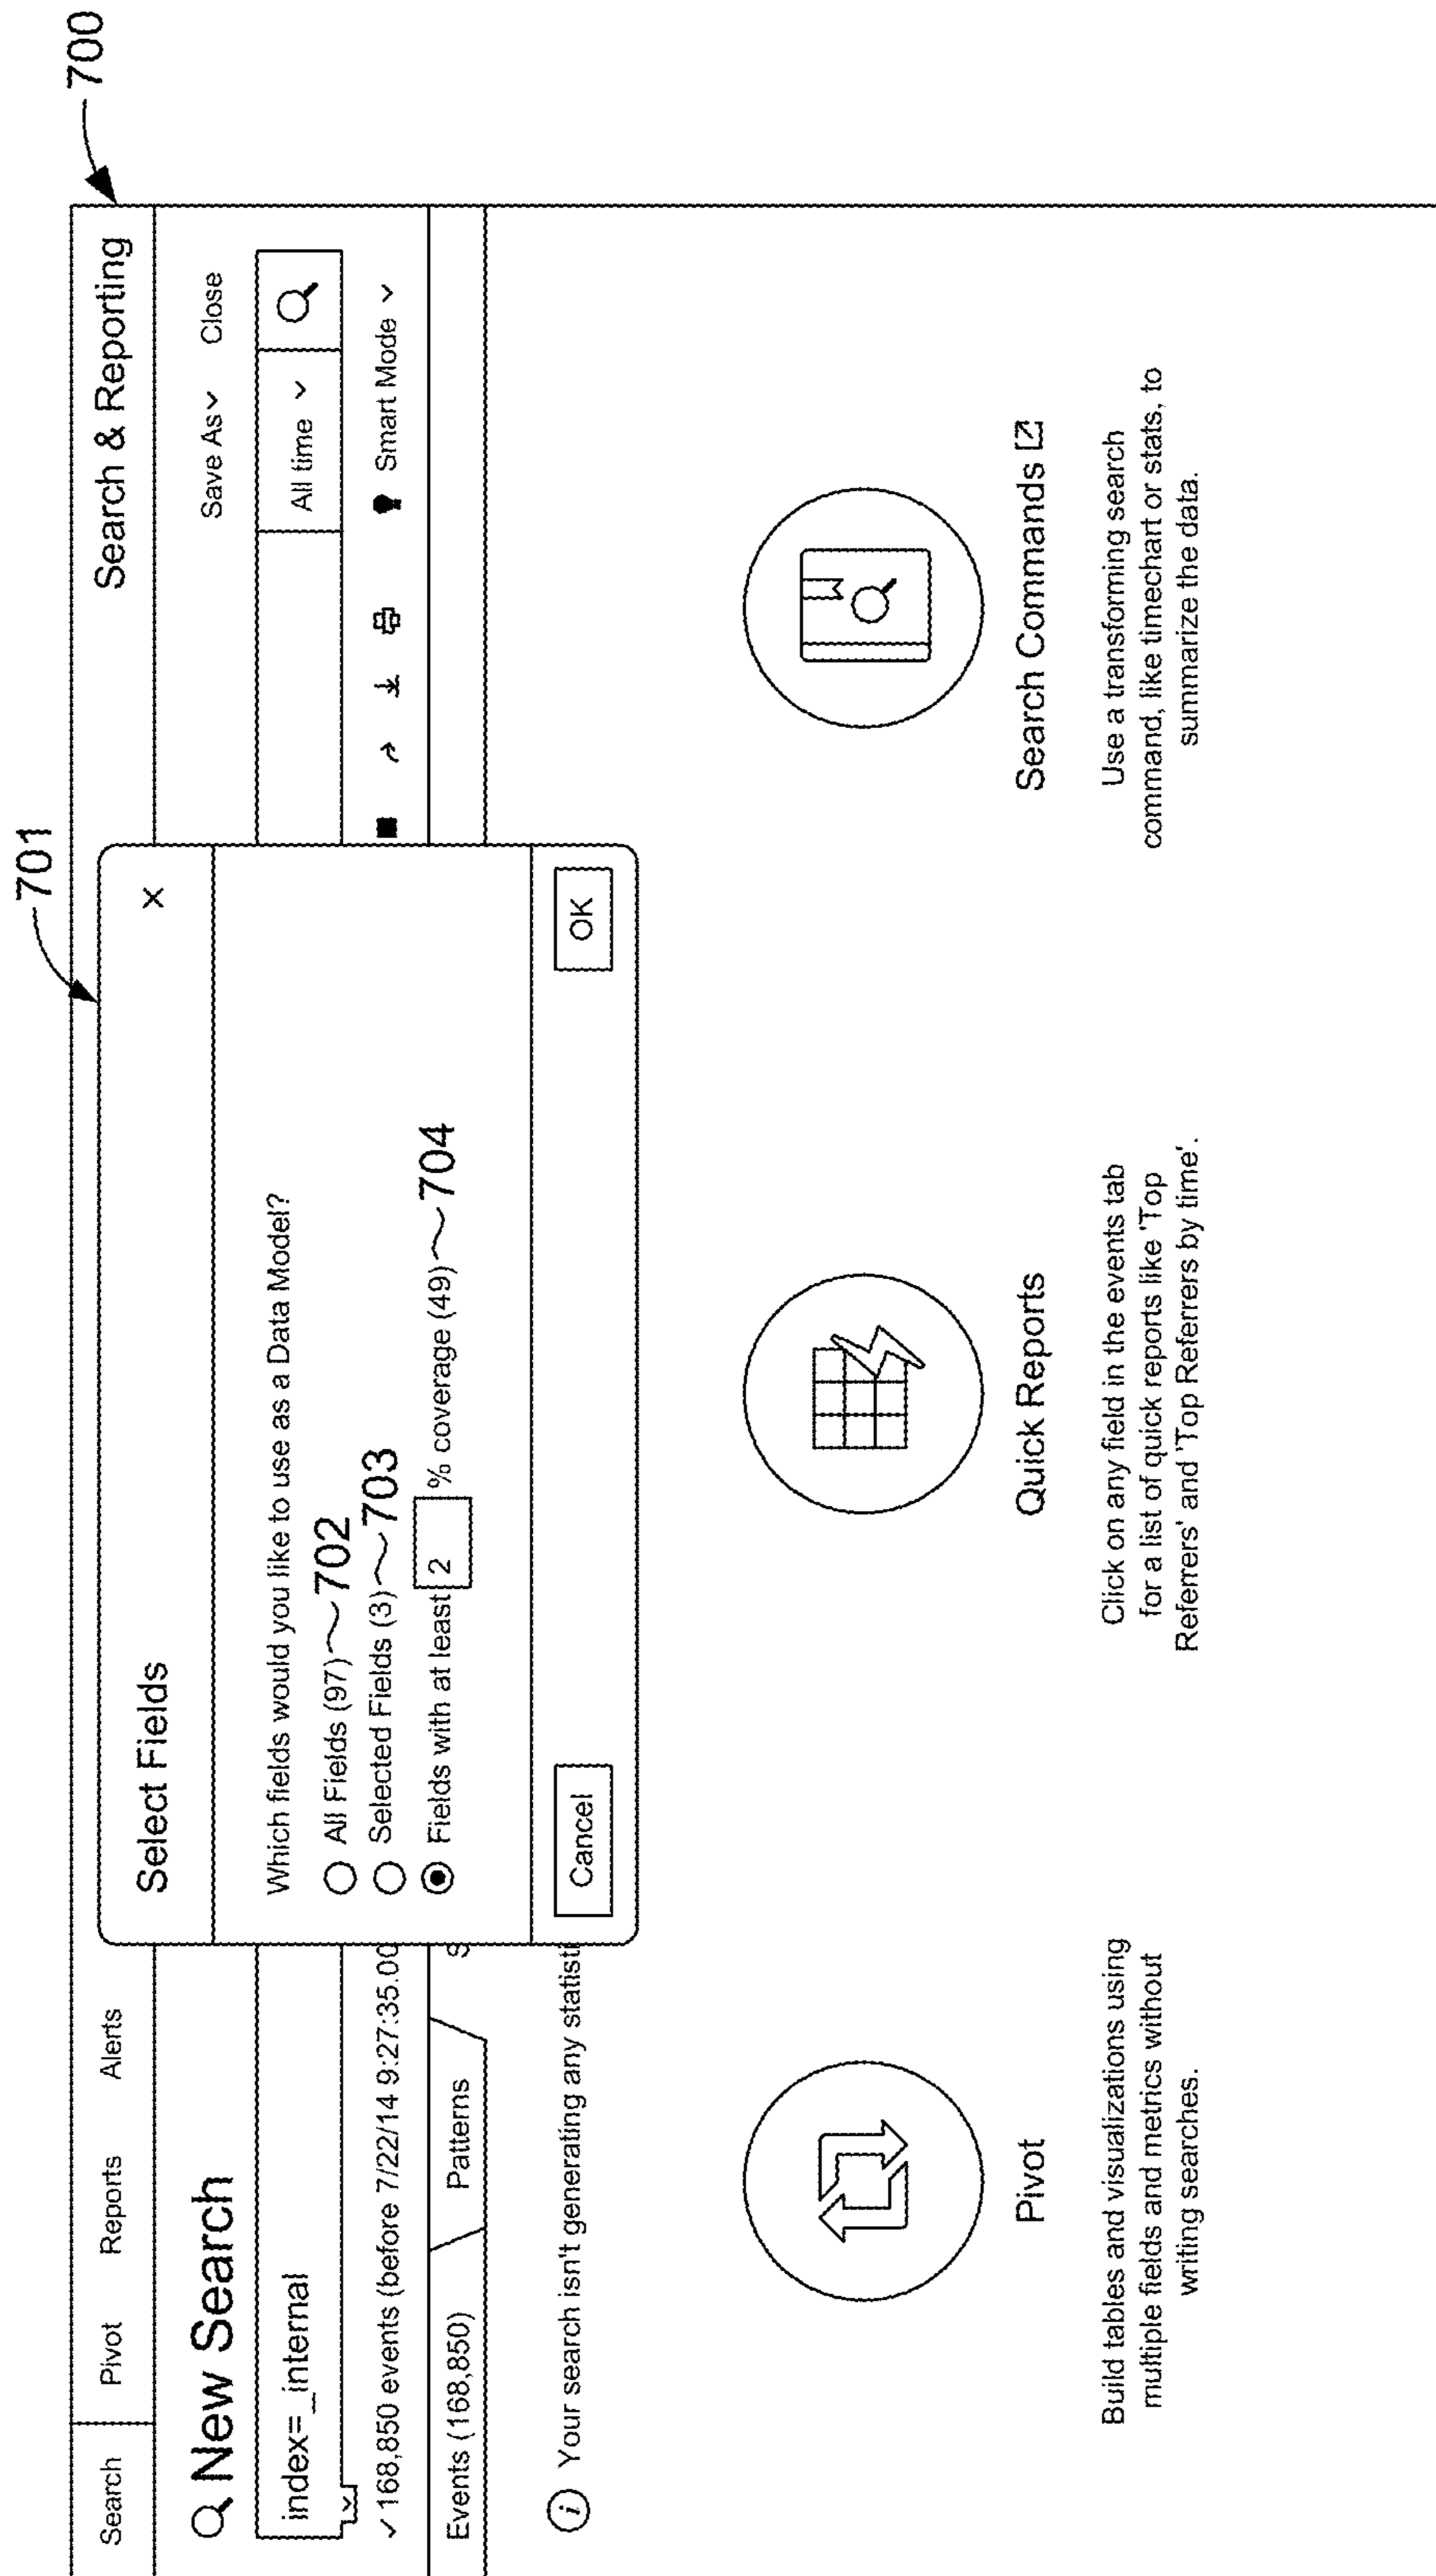 700
701
Search Pivot Reports Alerts Search & Reporting
New Search
Save As Close
index=_internal
All time
✓168,850 events (before 7/22/14 9:27:35.00
Smart Mode
Events (168,850) Patterns S
Your search isn't generating any statisti
Select Fields ×
Which fields would you like to use as a Data Model?
All Fields (97) 702
Selected Fields (3) 703
Fields with at least 2 % coverage (49) 704
Cancel OK
Pivot
Build tables and visualizations using
multiple fields and metrics without
writing searches.
Quick Reports
Click on any field in the events tab
for a list of quick reports like 'Top
Referrers' and 'Top Referrers by time'.
Search Commands
Use a transforming search
command, like timechart or stats, to
summarize the data.